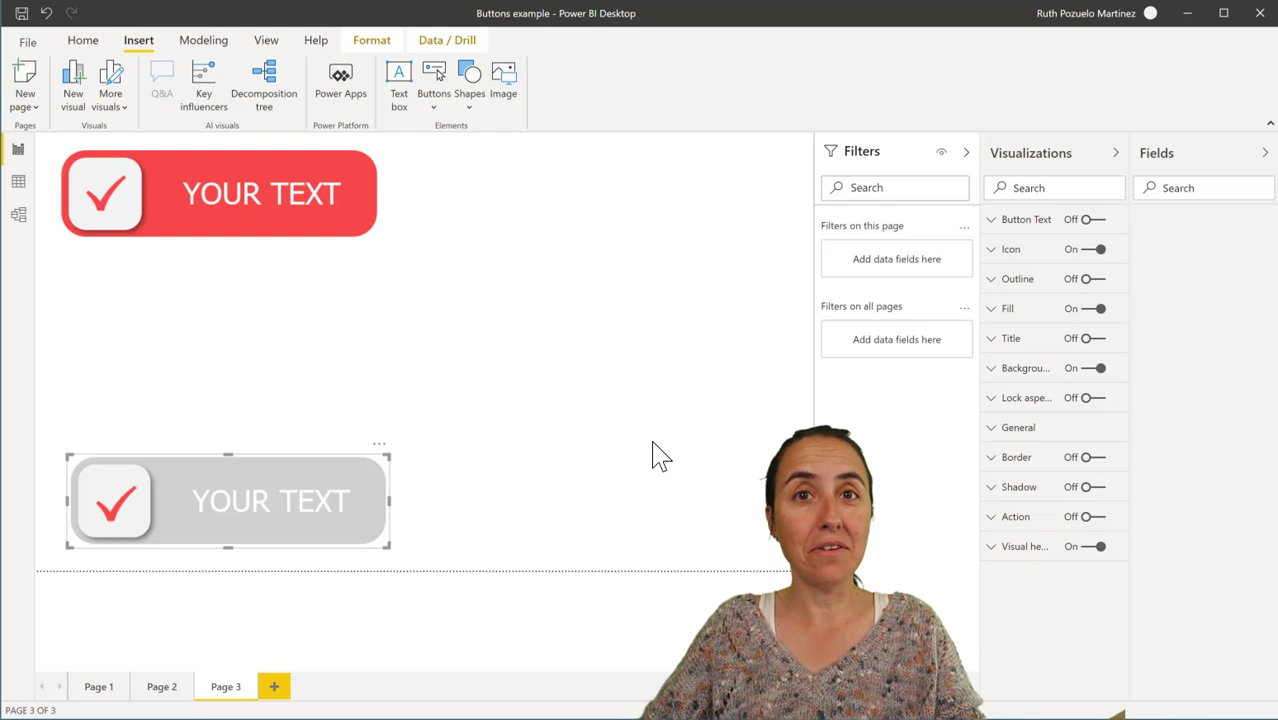 Buttons example - Power BI Desktop
Ruth Pozuelo Martinez
File
Home
Insert
Modeling
View
Help
Format
Data / Drill
New
page
New
visual
More
visuals
Q&A
Key
influencers
Decomposition
tree
Power Apps
Text
box
Buttons
Shapes
Image
Pages
Visuals
AI visuals
Power Platform
Elements
YOUR TEXT
YOUR TEXT
Filters
Search
Filters on this page
Add data fields here
Filters on all pages
Add data fields here
Visualizations
Search
Button Text Off
Icon On
Outline Off
Fill On
Title Off
Backgrou... On
Lock aspe... Off
General
Border Off
Shadow Off
Action Off
Visual he... On
Fields
Search
Page 1
Page 2
Page 3
PAGE 3 OF 3